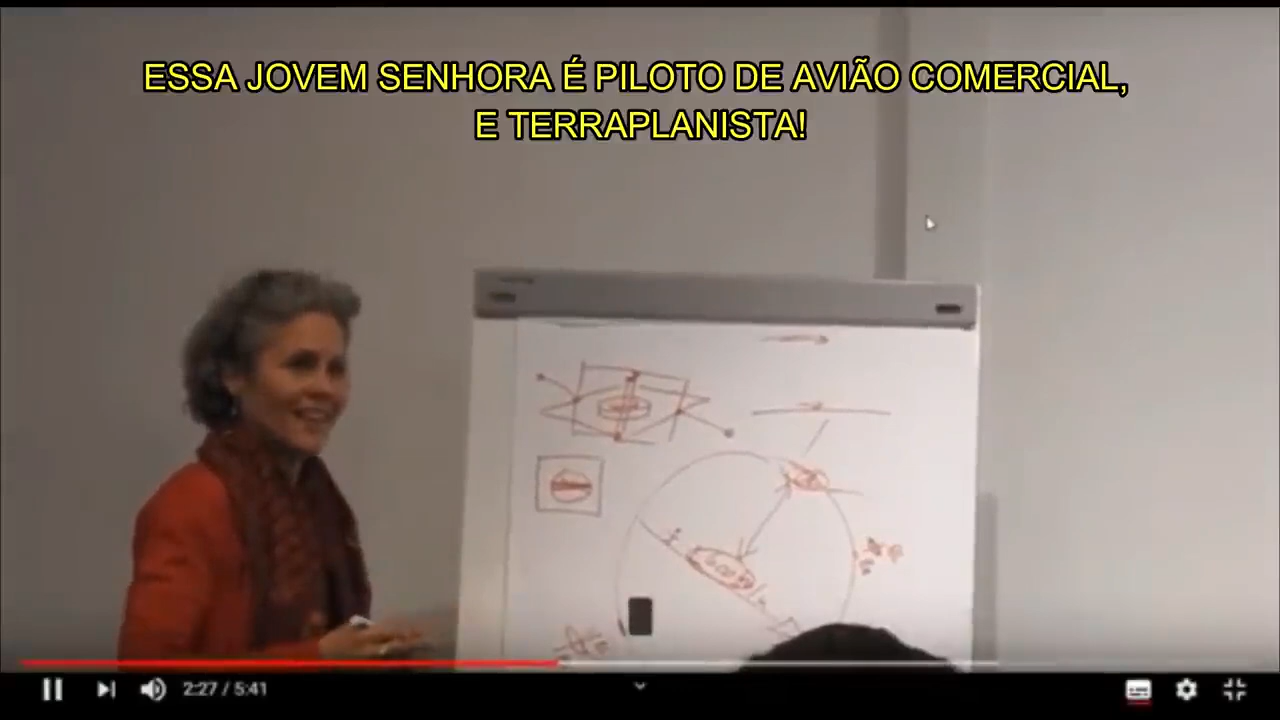 ESSA JOVEM SENHORA É PILOTO DE AVIÃO COMERCIAL,
E TERRAPLANISTA!
2:27 / 5:41